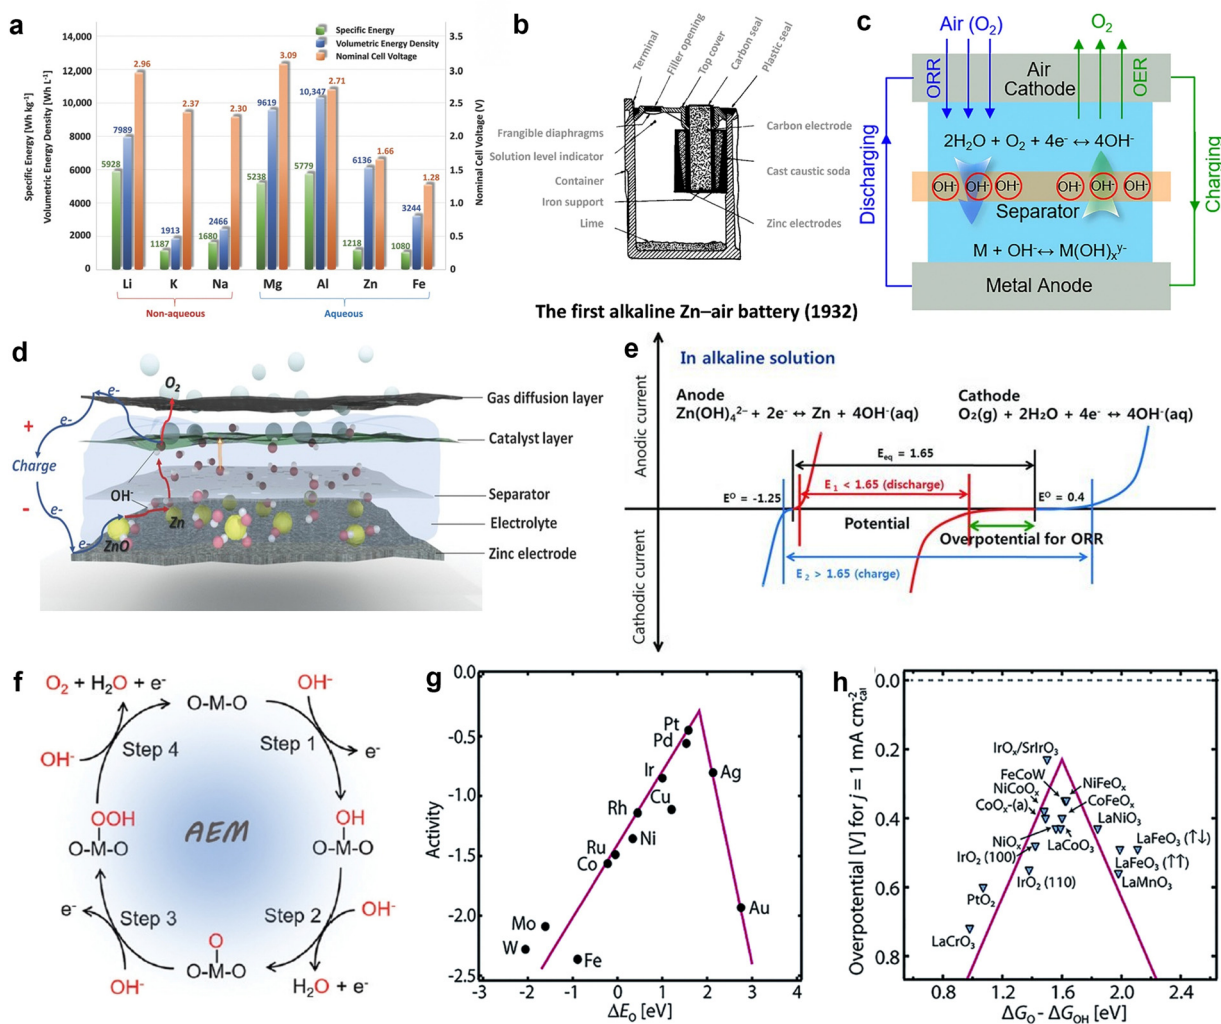 a
Specific Energy
Volumetric Energy Density
Nominal Cell Voltage
Specific Energy [Wh kg⁻¹]
Volumetric Energy Density [Wh L⁻¹]
14,000
12,000
10,000
8000
6000
4000
2000
0
3.5
3.0
2.5
2.0
1.5
1.0
0.5
0
Nominal Cell Voltage (V)
5928 7989 2.96
1187 1913 2.37
1680 2466 2.30
5238 9619 3.09
5779 10,347 2.71
1218 6136 1.66
1080 3244 1.28
Li K Na Mg Al Zn Fe
Non-aqueous Aqueous
b
Terminal
Filler opening
Top cover
Carbon seal
Plastic seal
Frangible diaphragms
Solution level indicator
Container
Iron support
Lime
Carbon electrode
Cast caustic soda
Zinc electrodes
The first alkaline Zn–air battery (1932)
c
Air (O₂) O₂
ORR OER
Air
Cathode
2H₂O + O₂ + 4e⁻ ↔ 4OH⁻
OH⁻ OH⁻ OH⁻ OH⁻ OH⁻ OH⁻
Separator
M + OH⁻ ↔ M(OH)ₓʸ⁻
Metal Anode
Discharging
Charging
d
O₂
e-
e-
+
Charge
-
OH⁻
Zn
e-
e-
ZnO
Gas diffusion layer
Catalyst layer
Separator
Electrolyte
Zinc electrode
e
In alkaline solution
Anodic current
Cathodic current
Anode
Zn(OH)₄²⁻ + 2e⁻ ↔ Zn + 4OH⁻(aq)
Cathode
O₂(g) + 2H₂O + 4e⁻ ↔ 4OH⁻(aq)
Eeq = 1.65
E₁ < 1.65 (discharge)
E⁰ = -1.25
E⁰ = 0.4
Potential
Overpotential for ORR
E₂ > 1.65 (charge)
f
O₂ + H₂O + e⁻
OH⁻
O-M-O
Step 4 Step 1
OH⁻ e⁻
OOH
O-M-O
AEM
OH
O-M-O
e⁻ Step 3 Step 2 OH⁻
O
O-M-O
OH⁻ H₂O + e⁻
g
0.0
-0.5
-1.0
-1.5
-2.0
-2.5
Activity
Pt
Pd
Ir
Ag
Cu
Rh
Ni
Ru
Co
Au
Mo
W
Fe
-3 -2 -1 0 1 2 3 4
ΔEO [eV]
h
0.0
0.2
0.4
0.6
0.8
Overpotential [V] for j = 1 mA cm⁻²cal
IrOₓ/SrIrO₃
FeCoW
NiCoOₓ
CoOₓ-(a)
NiFeOₓ
CoFeOₓ
LaNiO₃
NiOₓ
LaCoO₃
LaFeO₃ (↑↓)
IrO₂ (100)
LaFeO₃ (↑↑)
IrO₂ (110)
LaMnO₃
PtO₂
LaCrO₃
0.8 1.2 1.6 2.0 2.4
ΔGO - ΔGOH [eV]